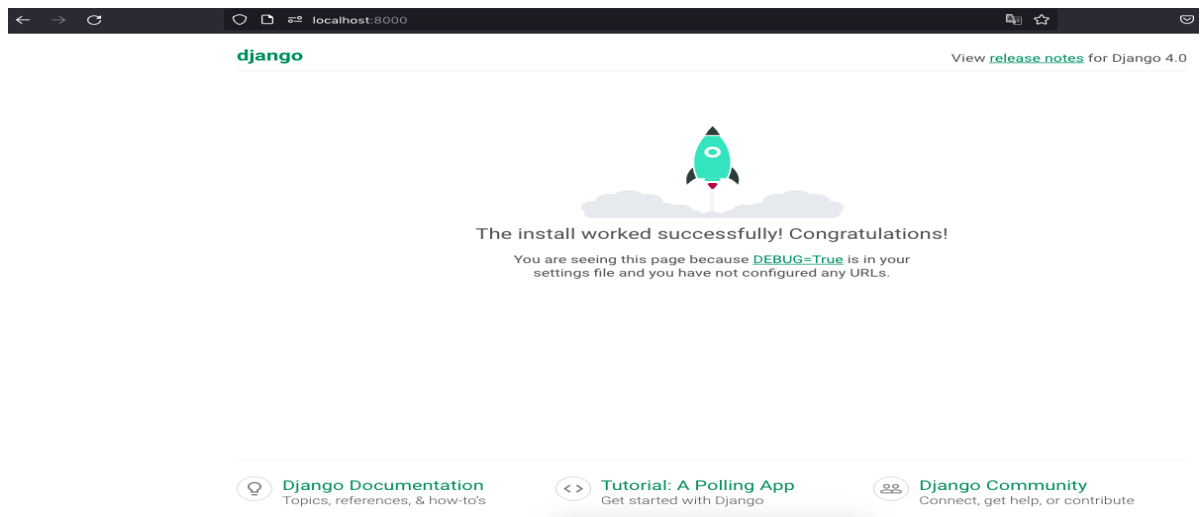 localhost:8000
django
View release notes for Django 4.0
The install worked successfully! Congratulations!
You are seeing this page because DEBUG=True is in your
settings file and you have not configured any URLs.
Django Documentation
Topics, references, & how-to's
Tutorial: A Polling App
Get started with Django
Django Community
Connect, get help, or contribute